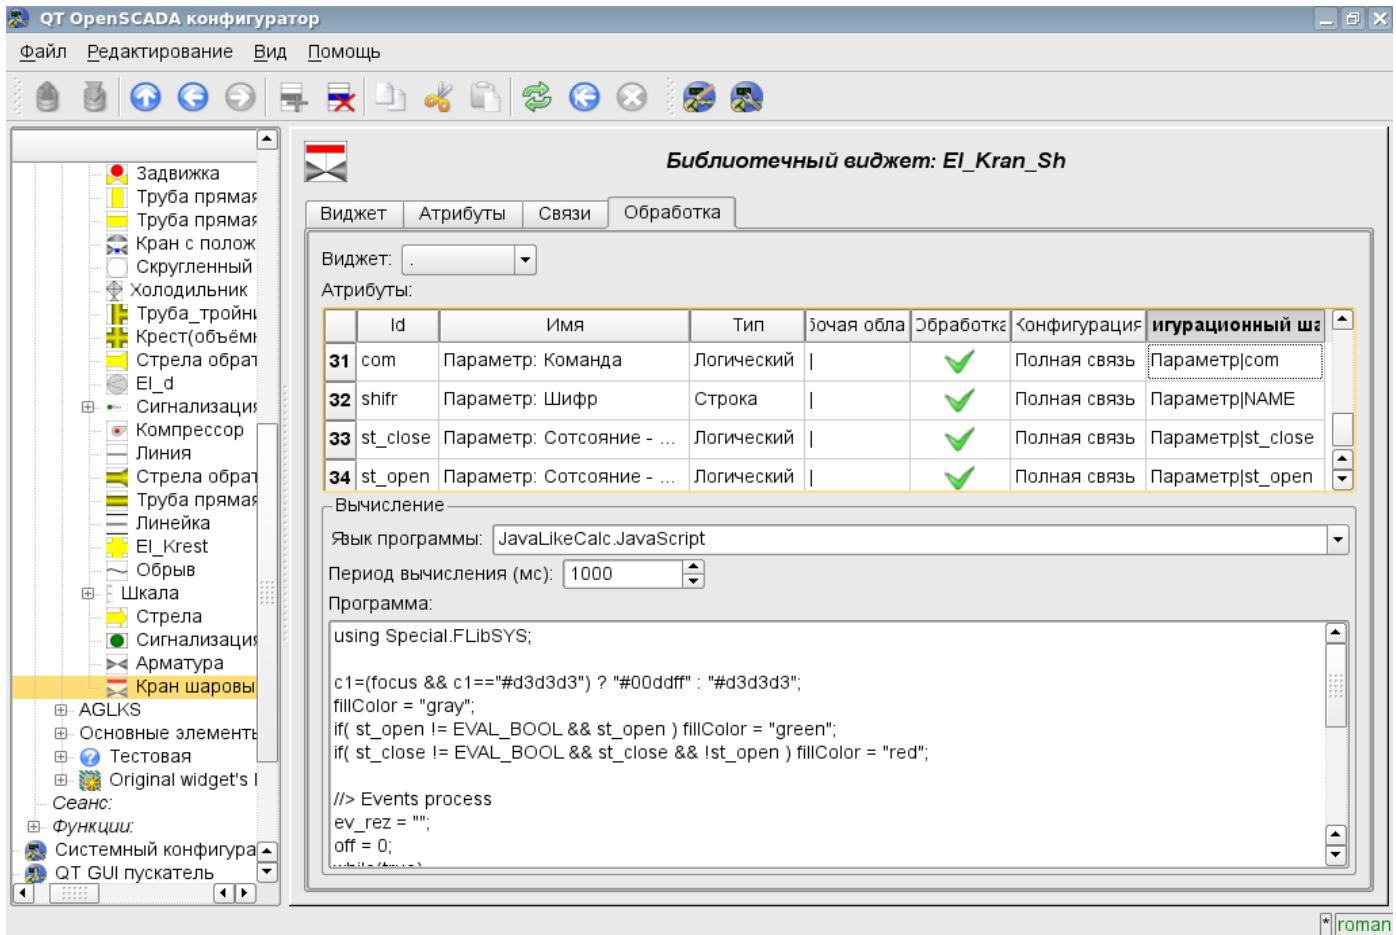 QT OpenSCADA конфигуратор
Файл Редактирование Вид Помощь
Задвижка
Труба прямая
Труба прямая
Кран с полож
Скругленный
Холодильник
Труба_тройни
Крест(объёмн
Стрела обрат
El_d
Сигнализация
Компрессор
Линия
Стрела обрат
Труба прямая
Линейка
El_Krest
Обрыв
Шкала
Стрела
Сигнализация
Арматура
Кран шаровы
AGLKS
Основные элементы
Тестовая
Original widget's l
Сеанс:
Функции:
Системный конфигура
QT GUI пускатель
Библиотечный виджет: El_Kran_Sh
Виджет Атрибуты Связи Обработка
Виджет: .
Атрибуты:
Id Имя Тип бочая обла Обработка Конфигурация игурационный ша
31 com Параметр: Команда Логический | Полная связь Параметр|com
32 shifr Параметр: Шифр Строка | Полная связь Параметр|NAME
33 st_close Параметр: Сотсояние - ... Логический | Полная связь Параметр|st_close
34 st_open Параметр: Сотсояние - ... Логический | Полная связь Параметр|st_open
Вычисление
Язык программы: JavaLikeCalc.JavaScript
Период вычисления (мс): 1000
Программа:
using Special.FLibSYS;
c1=(focus && c1=="#d3d3d3") ? "#00ddff" : "#d3d3d3";
fillColor = "gray";
if( st_open != EVAL_BOOL && st_open ) fillColor = "green";
if( st_close != EVAL_BOOL && st_close && !st_open ) fillColor = "red";
//> Events process
ev_rez = "";
off = 0;
while(true)
* roman